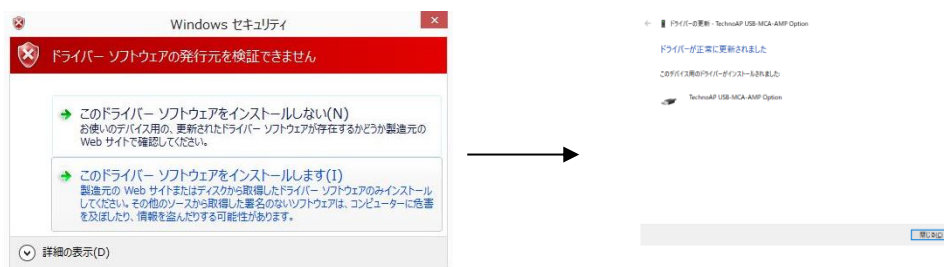 Windows セキュリティ
ドライバー ソフトウェアの発行元を検証できません
このドライバー ソフトウェアをインストールしない(N)
お使いのデバイス用の、更新されたドライバー ソフトウェアが存在するかどうか製造元の
Web サイトで確認してください。
このドライバー ソフトウェアをインストールします(I)
製造元の Web サイトまたはディスクから取得したドライバー ソフトウェアのみインストール
してください。その他のソースから取得した署名のないソフトウェアは、コンピューターに危害
を及ぼしたり、情報を盗んだりする可能性があります。
詳細の表示(D)
ドライバーの更新 - TechnoAP USB-MCA-AMP Option
ドライバーが正常に更新されました
このデバイス用のドライバーがインストールされました:
TechnoAP USB-MCA-AMP Option
閉じる(C)